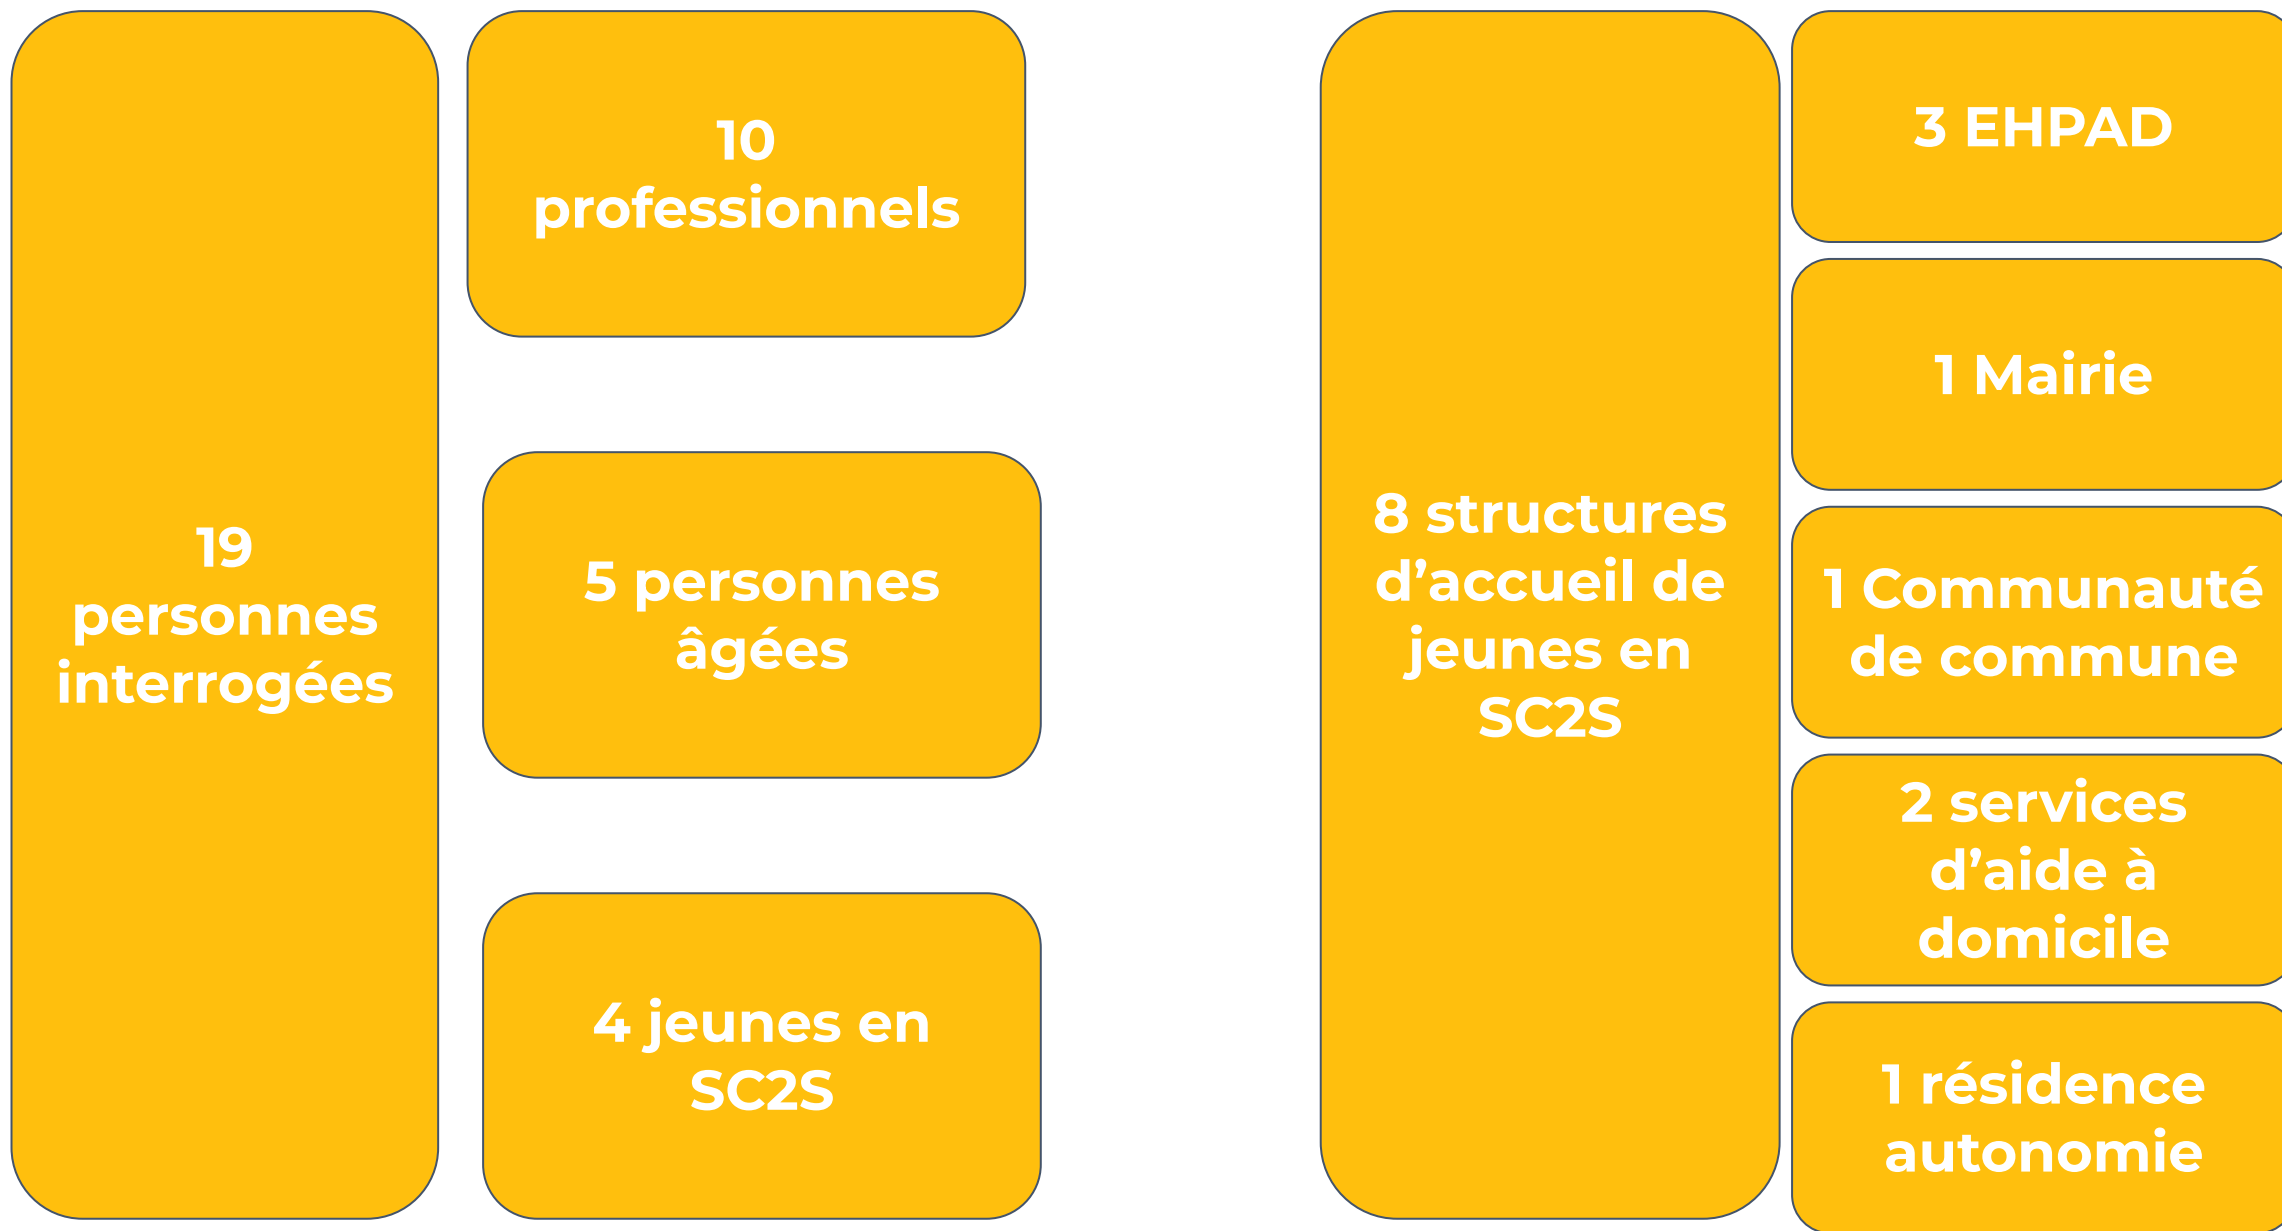 19
personnes
interrogées
10
professionnels
5 personnes
âgées
4 jeunes en
SC2S
8 structures
d’accueil de
jeunes en
SC2S
3 EHPAD
1 Mairie
1 Communauté
de commune
2 services
d’aide à
domicile
1 résidence
autonomie